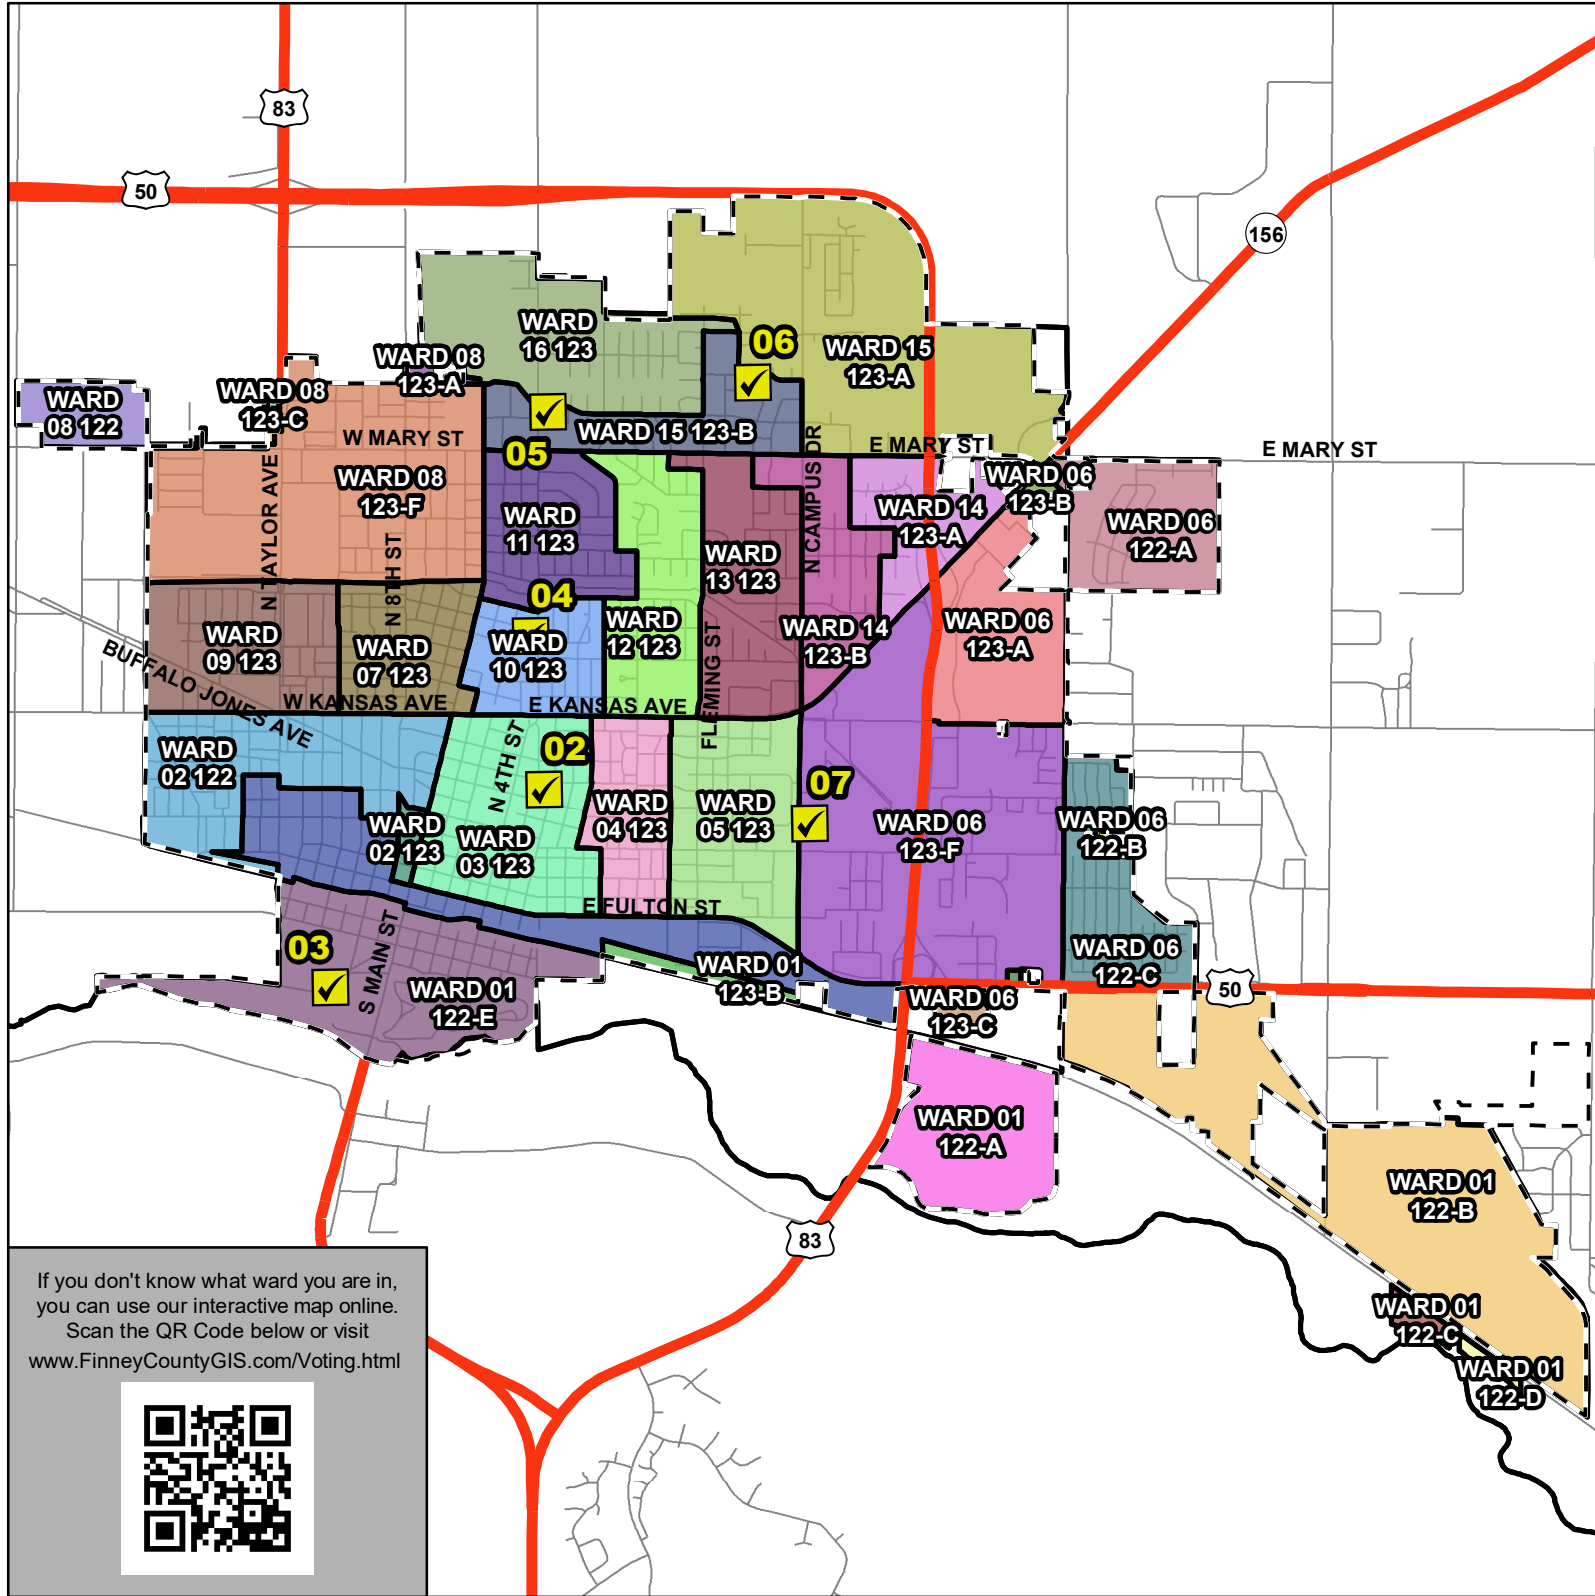 83
50
156
WARD
16 123
06
WARD 15
123-A
WARD 08
123-A
WARD 08
123-C
WARD
08 122
W MARY ST
WARD 15 123-B
E MARY ST
E MARY ST
05
N TAYLOR AVE
WARD 08
123-F
N 8TH ST
WARD
11 123
N CAMPUS DR
WARD 06
123-B
WARD 14
123-A
WARD 06
122-A
WARD
13 123
04
WARD
09 123
WARD
07 123
WARD
10 123
WARD
12 123
FLEMING ST
WARD 14
123-B
WARD 06
123-A
BUFFALO JONES AVE
W KANSAS AVE
E KANSAS AVE
WARD
02 122
N 4TH ST
02
07
WARD
02 123
WARD
03 123
WARD
04 123
WARD
05 123
WARD 06
123-F
WARD 06
122-B
E FULTON ST
03
S MAIN ST
WARD 01
122-E
WARD 01
123-B
WARD 06
123-C
WARD 06
122-C
50
WARD 01
122-A
WARD 01
122-B
83
WARD 01
122-C
WARD 01
122-D
If you don't know what ward you are in,
you can use our interactive map online.
Scan the QR Code below or visit
www.FinneyCountyGIS.com/Voting.html